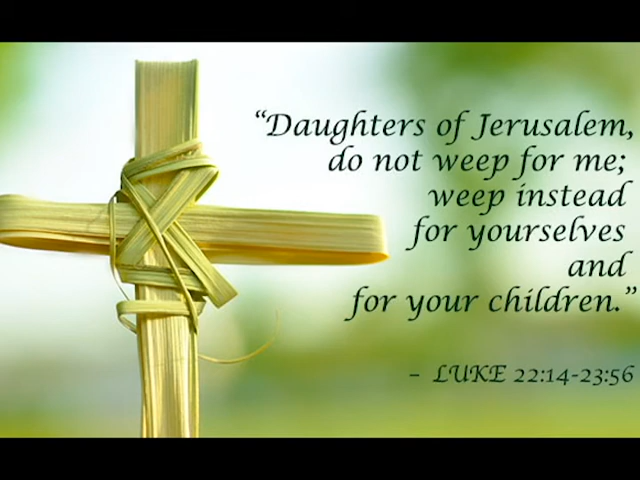 “Daughters of Jerusalem,
do not weep for me;
weep instead
for yourselves
and
for your children.”
– LUKE 22:14-23:56